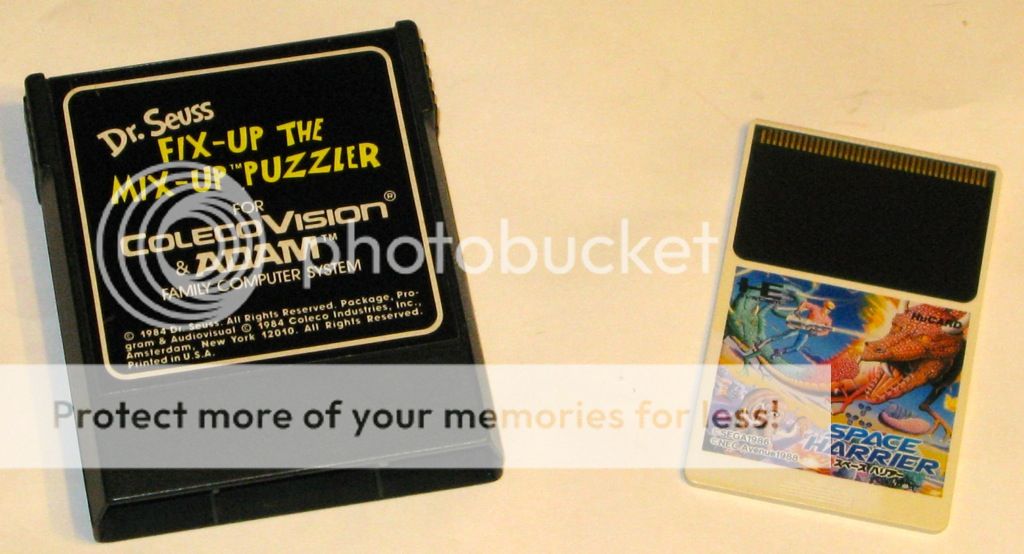 Dr. Seuss
FIX-UP THE
MIX-UP™ PUZZLER
FOR
COLECOVISION®
& ADAM™
FAMILY COMPUTER SYSTEM
© 1984 Dr. Seuss. All Rights Reserved. Package, Pro-
gram & Audiovisual © 1984 Coleco Industries, Inc.,
Amsterdam, New York 12010. All Rights Reserved.
Printed in U.S.A.
photobucket
Protect more of your memories for less!
HE
HuCARD
SPACE
HARRIER
スペースハリアー
SEGA1986
©NEC Avenue1988